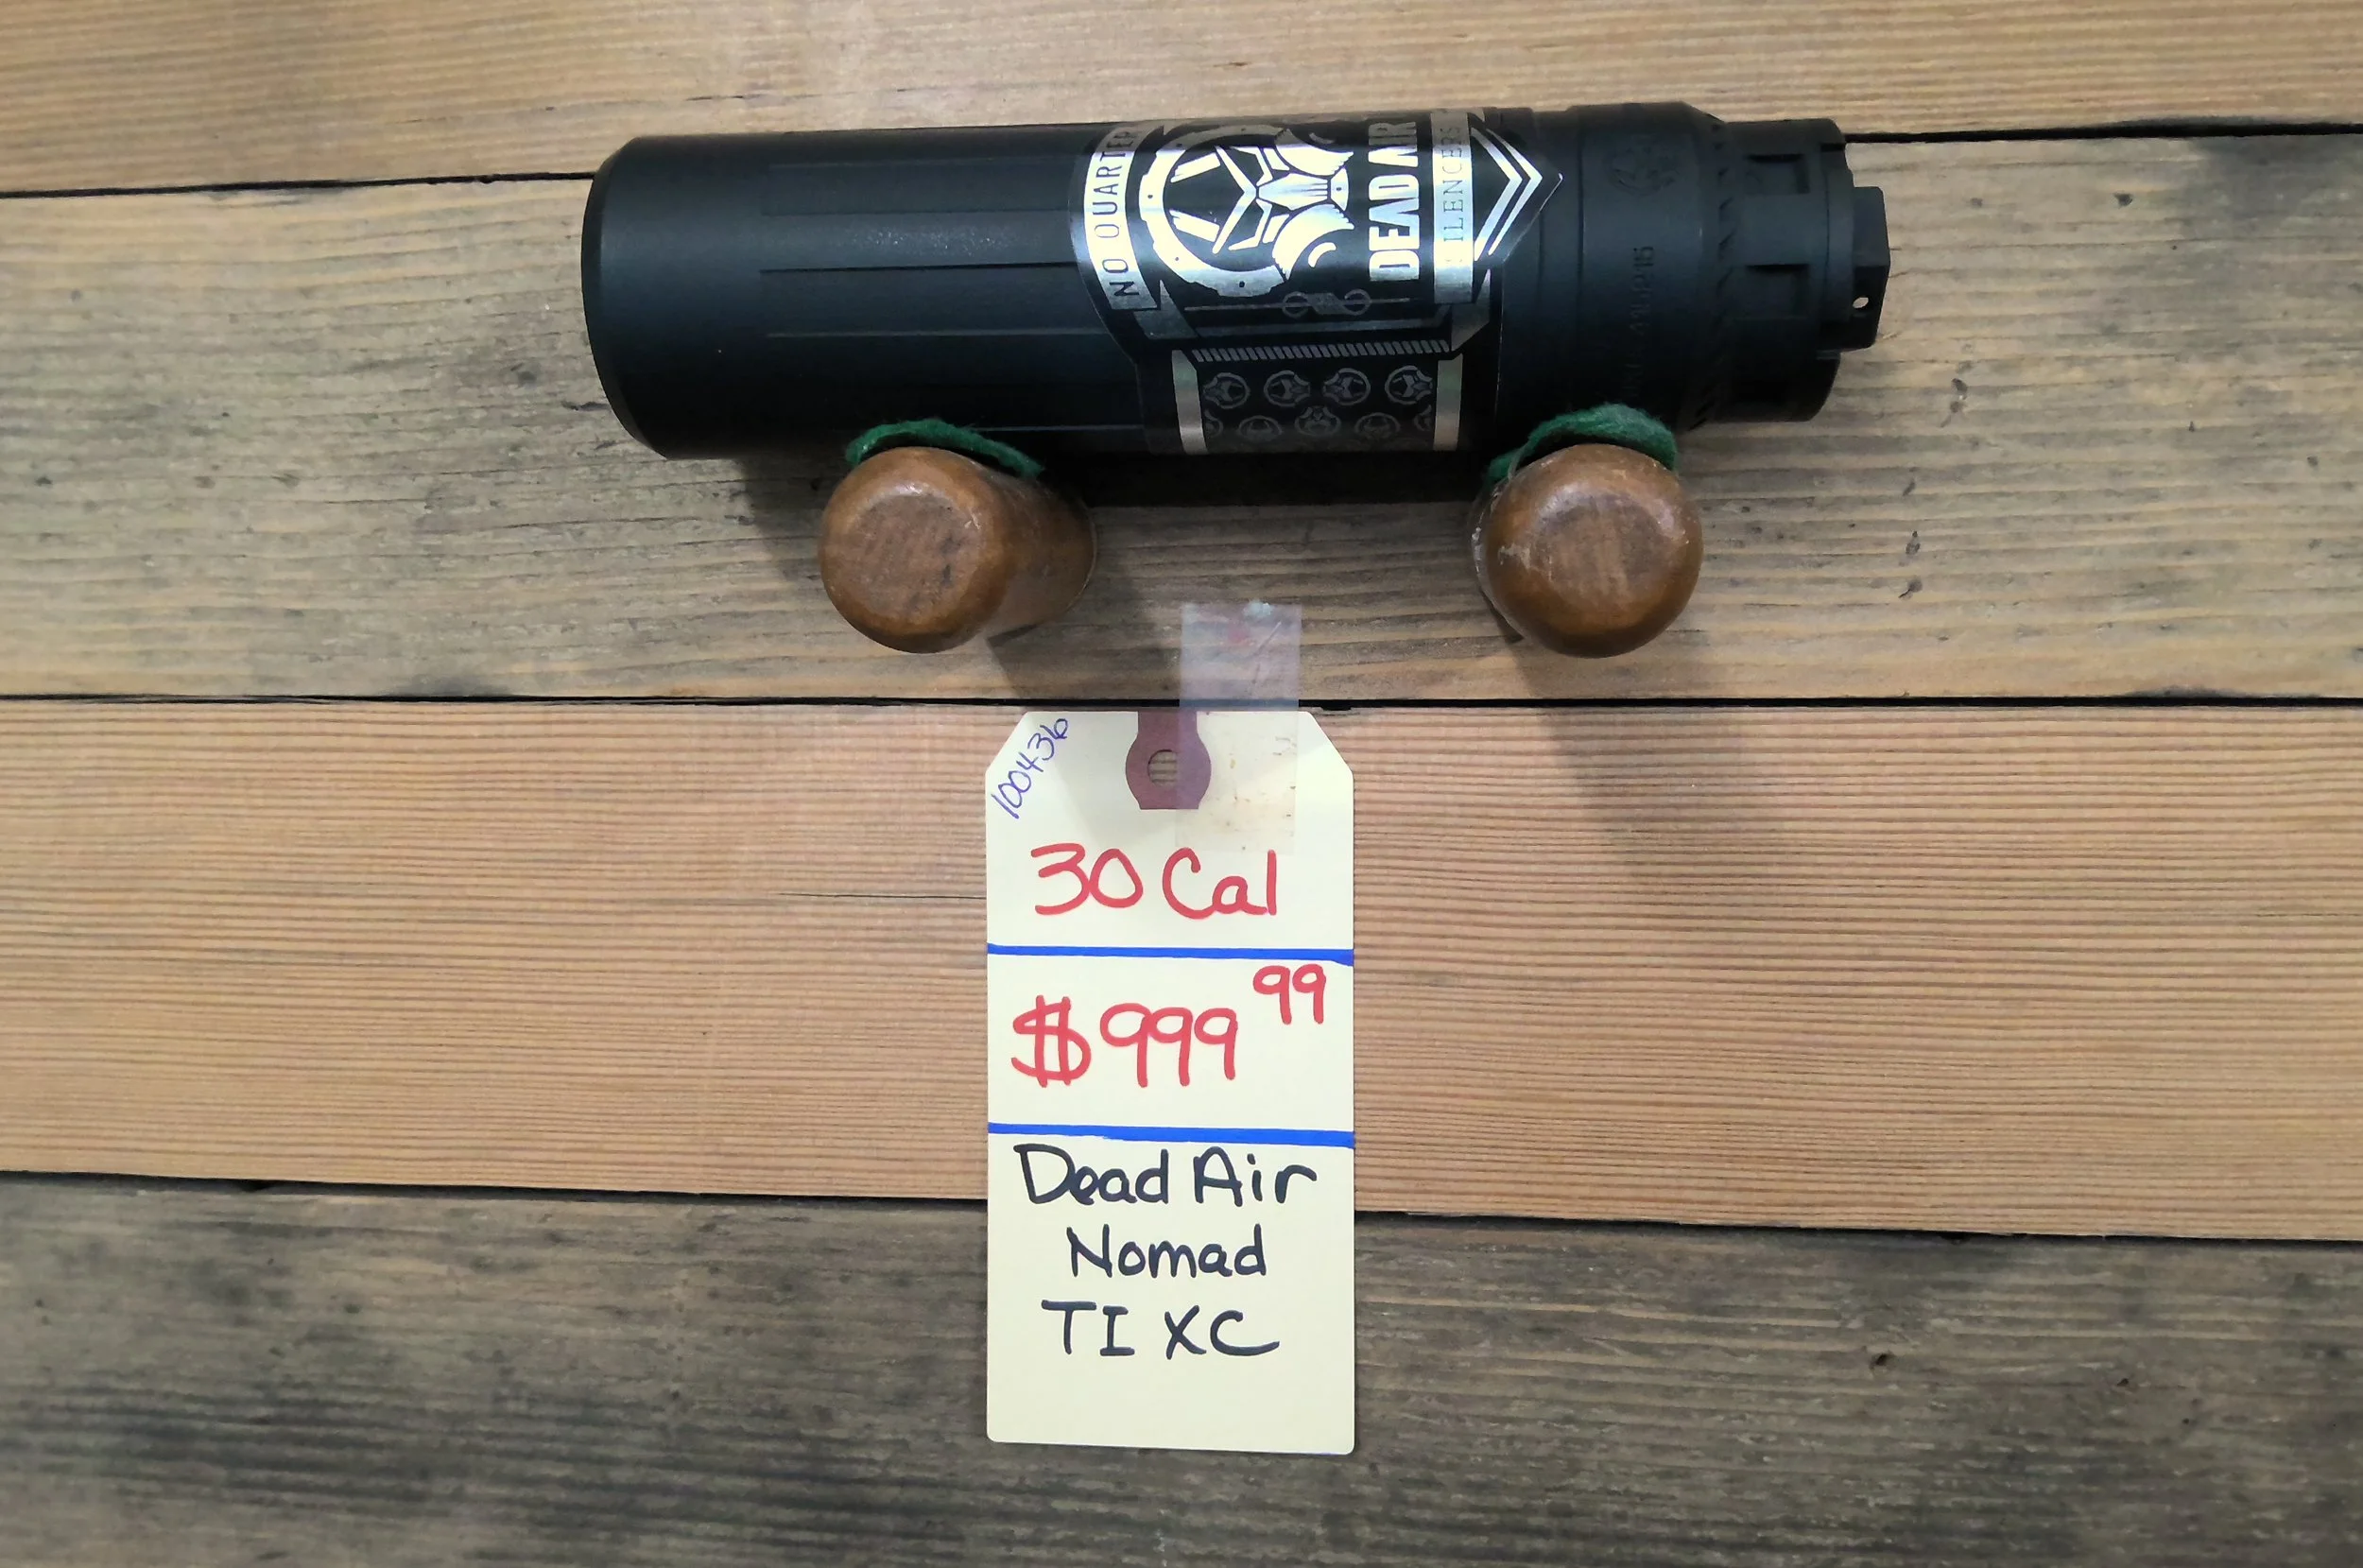 NO QUARTER
DEAD AIR
SILENCERS
100436
30 Cal
$999 99
Dead Air
Nomad
TI XC